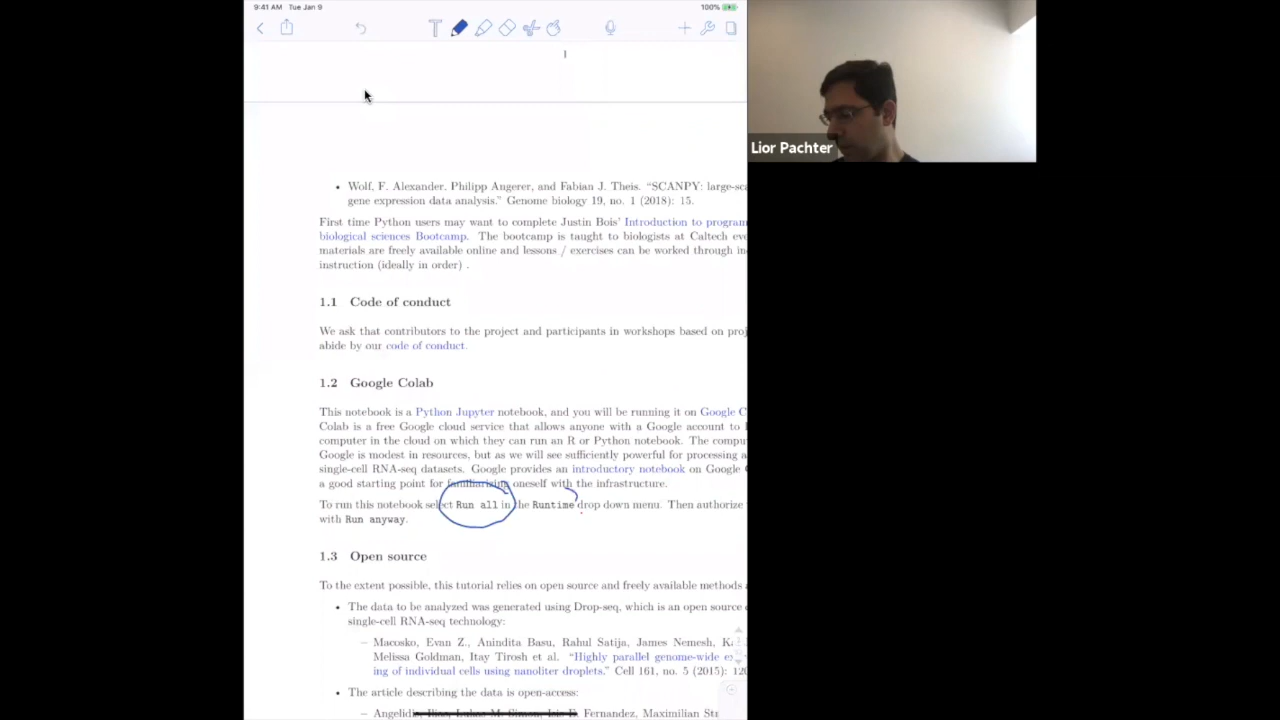 9:41 AM Tue Jan 9
100%
T
1
Lior Pachter
• Wolf, F. Alexander, Philipp Angerer, and Fabian J. Theis. “SCANPY: large-sca
gene expression data analysis.” Genome biology 19, no. 1 (2018): 15.
First time Python users may want to complete Justin Bois’ Introduction to program
biological sciences Bootcamp. The bootcamp is taught to biologists at Caltech eve
materials are freely available online and lessons / exercises can be worked through in
instruction (ideally in order) .
1.1 Code of conduct
We ask that contributors to the project and participants in workshops based on proj
abide by our code of conduct.
1.2 Google Colab
This notebook is a Python Jupyter notebook, and you will be running it on Google C
Colab is a free Google cloud service that allows anyone with a Google account to
computer in the cloud on which they can run an R or Python notebook. The compu
Google is modest in resources, but as we will see sufficiently powerful for processing a
single-cell RNA-seq datasets. Google provides an introductory notebook on Google
a good starting point for familiarizing oneself with the infrastructure.
To run this notebook select Run all in the Runtime drop down menu. Then authorize
with Run anyway.
1.3 Open source
To the extent possible, this tutorial relies on open source and freely available methods
• The data to be analyzed was generated using Drop-seq, which is an open source
single-cell RNA-seq technology:
– Macosko, Evan Z., Anindita Basu, Rahul Satija, James Nemesh, K
Melissa Goldman, Itay Tirosh et al. “Highly parallel genome-wide ex
ing of individual cells using nanoliter droplets.” Cell 161, no. 5 (2015): 120
• The article describing the data is open-access:
– Angelidis, Ilias, Lukas M. Simon, Isis E. Fernandez, Maximilian Str